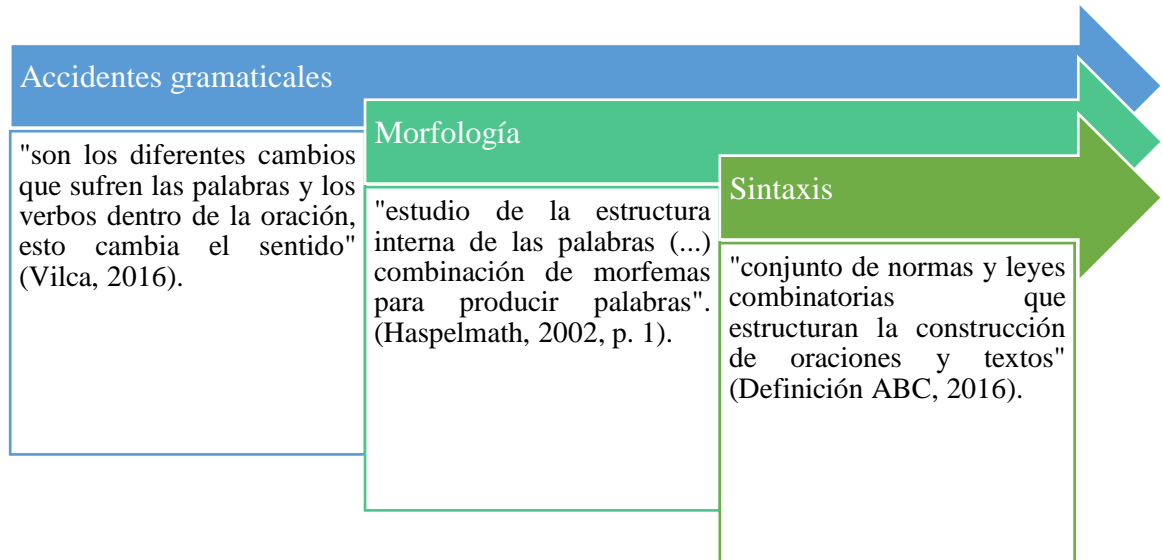 Accidentes gramaticales
"son los diferentes cambios
que sufren las palabras y los
verbos dentro de la oración,
esto cambia el sentido"
(Vilca, 2016).
Morfología
"estudio de la estructura
interna de las palabras (...)
combinación de morfemas
para producir palabras".
(Haspelmath, 2002, p. 1).
Sintaxis
"conjunto de normas y leyes
combinatorias que
estructuran la construcción
de oraciones y textos"
(Definición ABC, 2016).